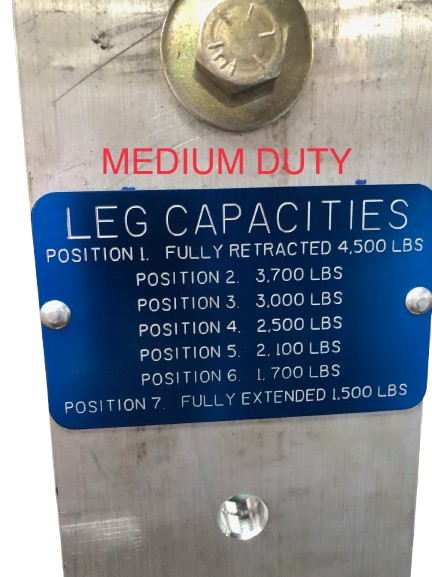 MEDIUM DUTY
LEG CAPACITIES
POSITION 1. FULLY RETRACTED 4,500 LBS
POSITION 2. 3,700 LBS
POSITION 3. 3,000 LBS
POSITION 4. 2,500 LBS
POSITION 5. 2,100 LBS
POSITION 6. 1,700 LBS
POSITION 7. FULLY EXTENDED 1,500 LBS